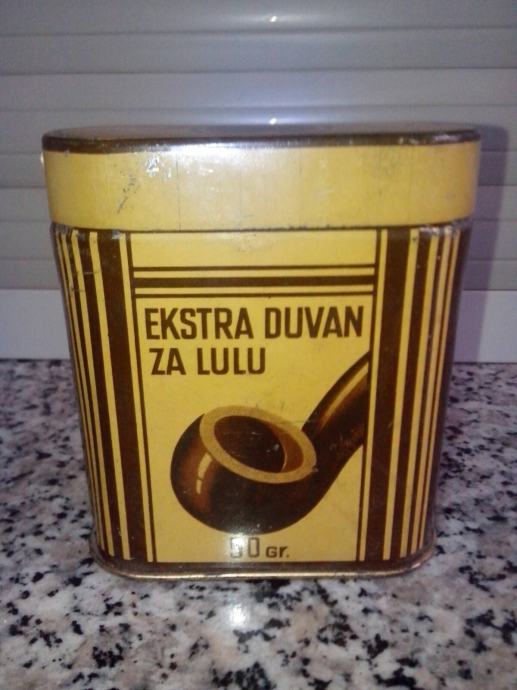 EKSTRA DUVAN
ZA LULU
50 Gr.